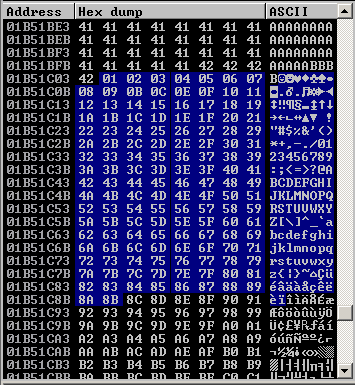 Address Hex dump ASCII
01B51BE3 41 41 41 41 41 41 41 41 AAAAAAAA
01B51BEB 41 41 41 41 41 41 41 41 AAAAAAAA
01B51BF3 41 41 41 41 41 41 41 41 AAAAAAAA
01B51BFB 41 41 41 41 41 42 42 42 AAAAABBB
01B51C03 42 01 02 03 04 05 06 07 B☺☻♥♦♣♠•
01B51C0B 08 09 0B 0C 0E 0F 10 11 ◘.♂.♫☼►◄
01B51C13 12 13 14 15 16 17 18 19 ↕‼¶§▬↨↑↓
01B51C1B 1A 1B 1C 1D 1E 1F 20 21 →←∟↔▲▼ !
01B51C23 22 23 24 25 26 27 28 29 "#$%&'()
01B51C2B 2A 2B 2C 2D 2E 2F 30 31 *+,-./01
01B51C33 32 33 34 35 36 37 38 39 23456789
01B51C3B 3A 3B 3C 3D 3E 3F 40 41 :;<=>?@A
01B51C43 42 43 44 45 46 47 48 49 BCDEFGHI
01B51C4B 4A 4B 4C 4D 4E 4F 50 51 JKLMNOPQ
01B51C53 52 53 54 55 56 57 58 59 RSTUVWXY
01B51C5B 5A 5B 5C 5D 5E 5F 60 61 Z[\]^_`a
01B51C63 62 63 64 65 66 67 68 69 bcdefghi
01B51C6B 6A 6B 6C 6D 6E 6F 70 71 jklmnopq
01B51C73 72 73 74 75 76 77 78 79 rstuvwxy
01B51C7B 7A 7B 7C 7D 7E 7F 80 81 z{|}~⌂Çü
01B51C83 82 83 84 85 86 87 88 89 éâäàåçêë
01B51C8B 8A 8B 8C 8D 8E 8F 90 91 èïîìÄÅÉæ
01B51C93 92 93 94 95 96 97 98 99 ÆôöòûùÿÖ
01B51C9B 9A 9B 9C 9D 9E 9F A0 A1 Ü¢£¥₧ƒáí
01B51CA3 A2 A3 A4 A5 A6 A7 A8 A9 óúñÑªº¿⌐
01B51CAB AA AB AC AD AE AF B0 B1 ¬½¼¡«»░▒
01B51CB3 B2 B3 B4 B5 B6 B7 B8 B9 ▓│┤╡╢╖╕╣